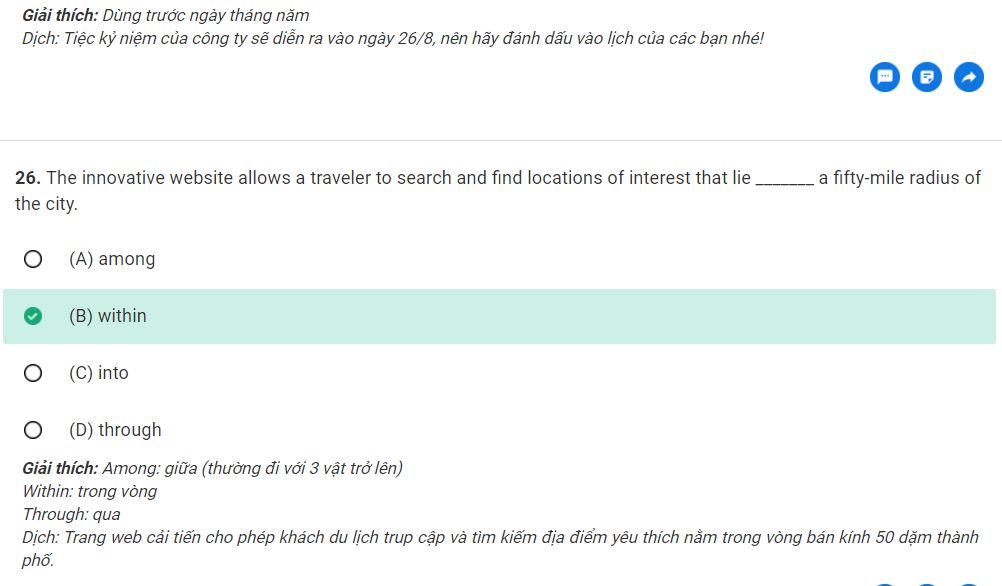 Giải thích: Dùng trước ngày tháng năm
Dịch: Tiệc kỷ niệm của công ty sẽ diễn ra vào ngày 26/8, nên hãy đánh dấu vào lịch của các bạn nhé!
26. The innovative website allows a traveler to search and find locations of interest that lie _______ a fifty-mile radius of
the city.
(A) among
(B) within
(C) into
(D) through
Giải thích: Among: giữa (thường đi với 3 vật trở lên)
Within: trong vòng
Through: qua
Dịch: Trang web cải tiến cho phép khách du lịch trup cập và tìm kiếm địa điểm yêu thích nằm trong vòng bán kính 50 dặm thành
phố.